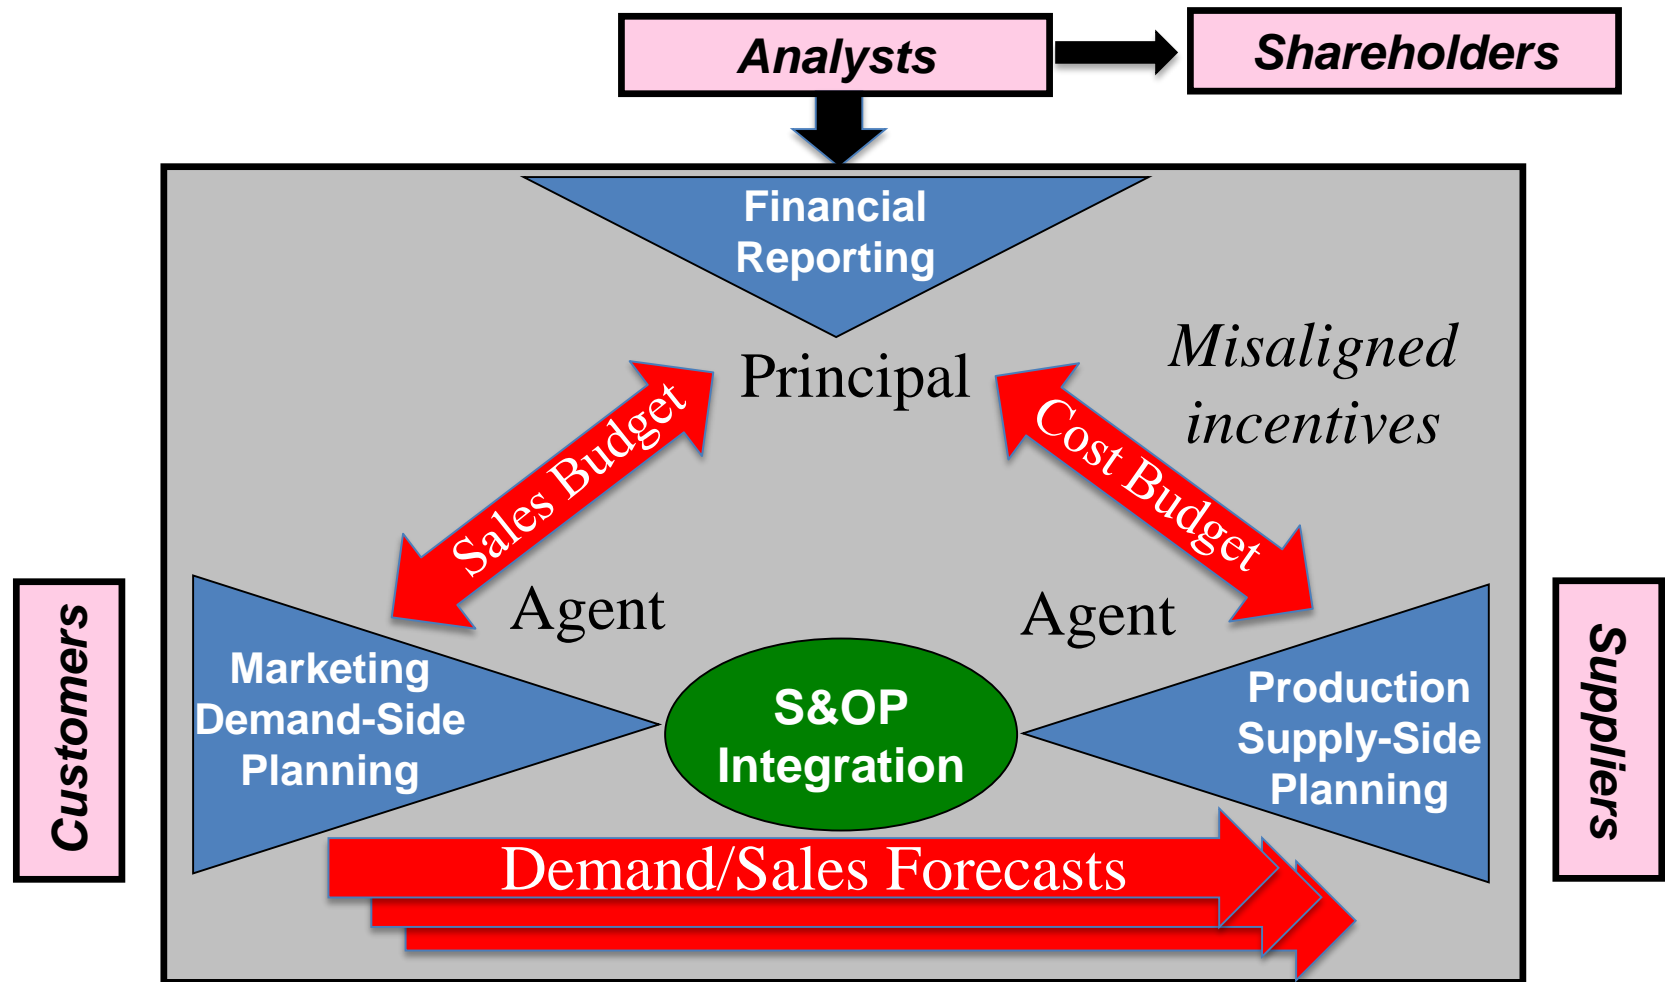 Analysts
Shareholders
Financial
Reporting
Principal
Misaligned
incentives
Sales Budget
Cost Budget
Agent
Agent
Customers
Marketing
Demand-Side
Planning
S&OP
Integration
Production
Supply-Side
Planning
Suppliers
Demand/Sales Forecasts